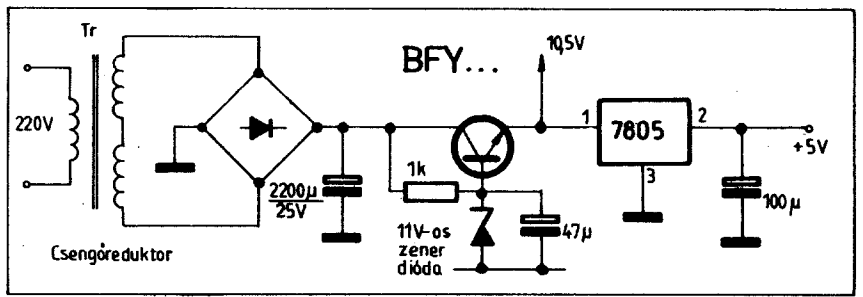 Tr
BFY...
10,5V
220V
1
7805
2
+5V
3
1k
2200µ
25V
11V-os
zener
dióda
47µ
100µ
Csengőreduktor